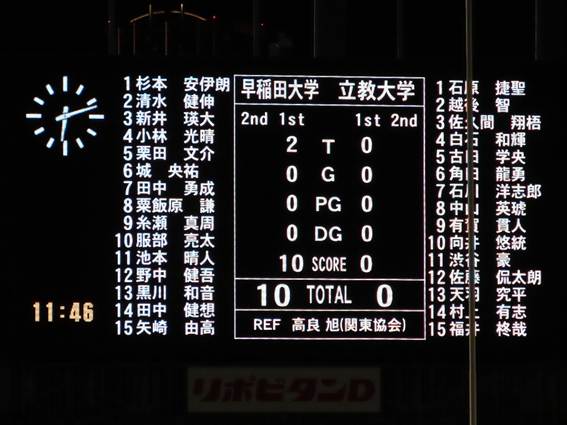 早稲田大学 立教大学
1 杉本 安伊朗
2 清水 健伸
3 新井 瑛大
4 小林 光晴
5 栗田 文介
6 城 央祐
7 田中 勇成
8 粟飯原 謙
9 糸瀬 真周
10 服部 亮太
11 池本 晴人
12 野中 健吾
13 黒川 和音
14 田中 健想
15 矢崎 由高
11:46
2nd 1st 1st 2nd
2 T 0
0 G 0
0 PG 0
0 DG 0
10 SCORE 0
10 TOTAL 0
REF 高良 旭(関東協会)
1 石原 捷聖
2 越後 智
3 佐久間 翔梧
4 白石 和輝
5 古田 学央
6 角田 龍勇
7 石川 洋志郎
8 中山 英琥
9 有賀 貫人
10 向井 悠統
11 渋谷 豪
12 佐藤 侃太朗
13 天羽 究平
14 村上 有志
15 福井 柊哉
リポビタンD